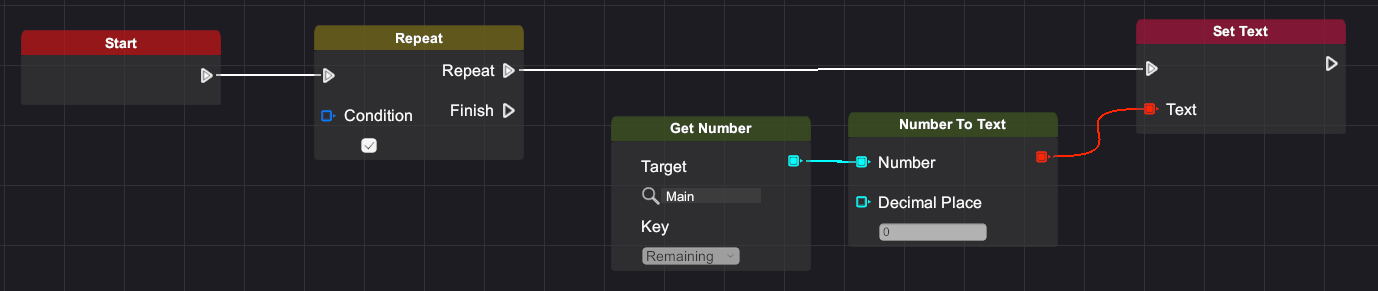 Start
Repeat
Repeat
Condition
Finish
Get Number
Target
Main
Key
Remaining
Number To Text
Number
Decimal Place
0
Set Text
Text